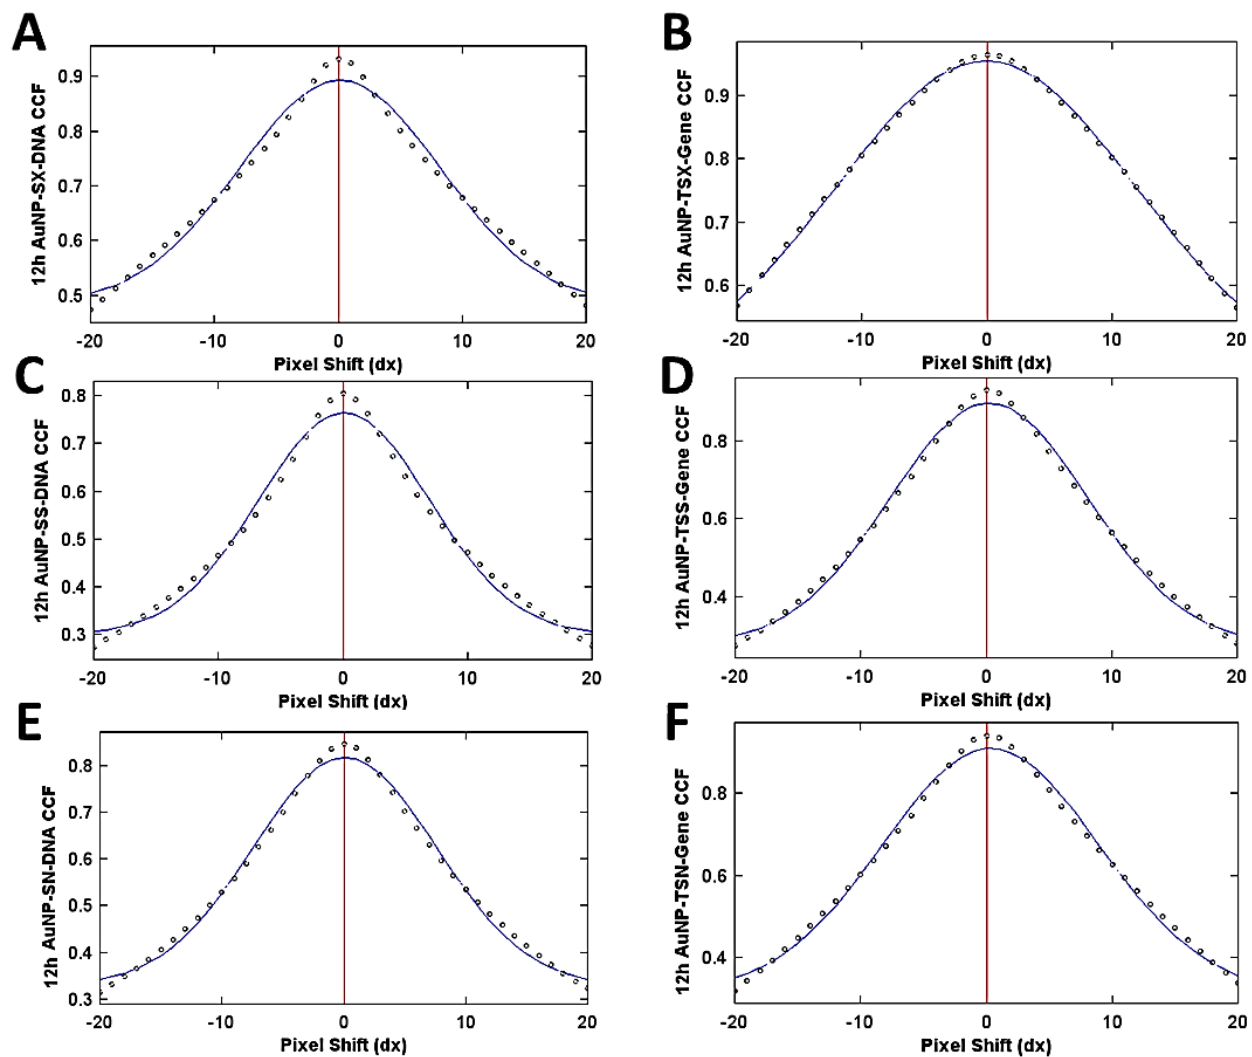 A
12h AuNP-SX-DNA CCF
0.9
0.8
0.7
0.6
0.5
-20 -10 0 10 20
Pixel Shift (dx)
B
12h AuNP-TSX-Gene CCF
0.9
0.8
0.7
0.6
-20 -10 0 10 20
Pixel Shift (dx)
C
12h AuNP-SS-DNA CCF
0.8
0.7
0.6
0.5
0.4
0.3
-20 -10 0 10 20
Pixel Shift (dx)
D
12h AuNP-TSS-Gene CCF
0.8
0.6
0.4
-20 -10 0 10 20
Pixel Shift (dx)
E
12h AuNP-SN-DNA CCF
0.8
0.7
0.6
0.5
0.4
0.3
-20 -10 0 10 20
Pixel Shift (dx)
F
12h AuNP-TSN-Gene CCF
0.8
0.6
0.4
-20 -10 0 10 20
Pixel Shift (dx)